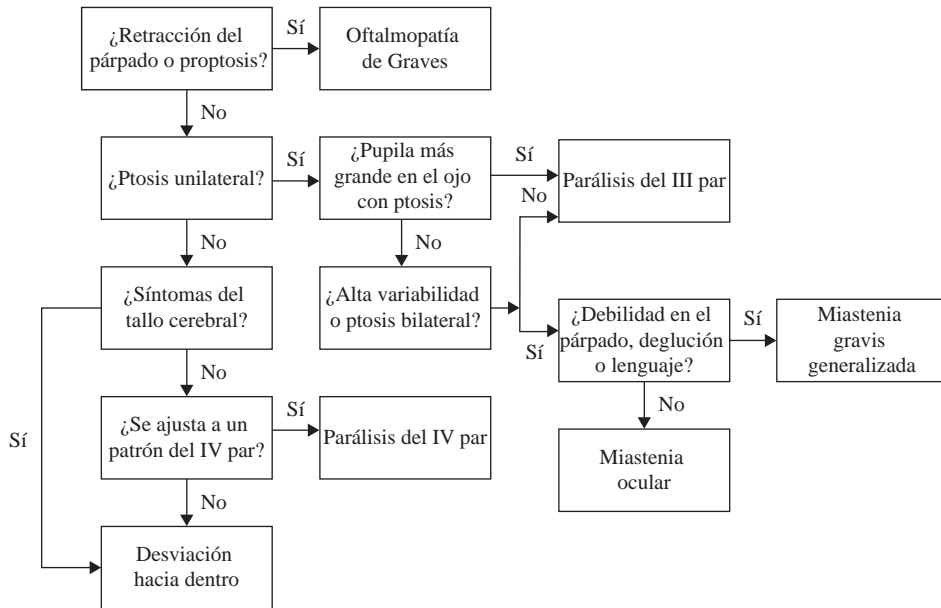 ¿Retracción del
párpado o proptosis?
Sí
Oftalmopatía
de Graves
No
¿Ptosis unilateral?
Sí
¿Pupila más
grande en el ojo
con ptosis?
Sí
Parálisis del III par
No
No
No
¿Síntomas del
tallo cerebral?
¿Alta variabilidad
o ptosis bilateral?
Sí
¿Debilidad en el
párpado, deglución
o lenguaje?
Sí
Miastenia
gravis
generalizada
No
No
Sí
¿Se ajusta a un
patrón del IV par?
Sí
Parálisis del IV par
Miastenia
ocular
No
Desviación
hacia dentro